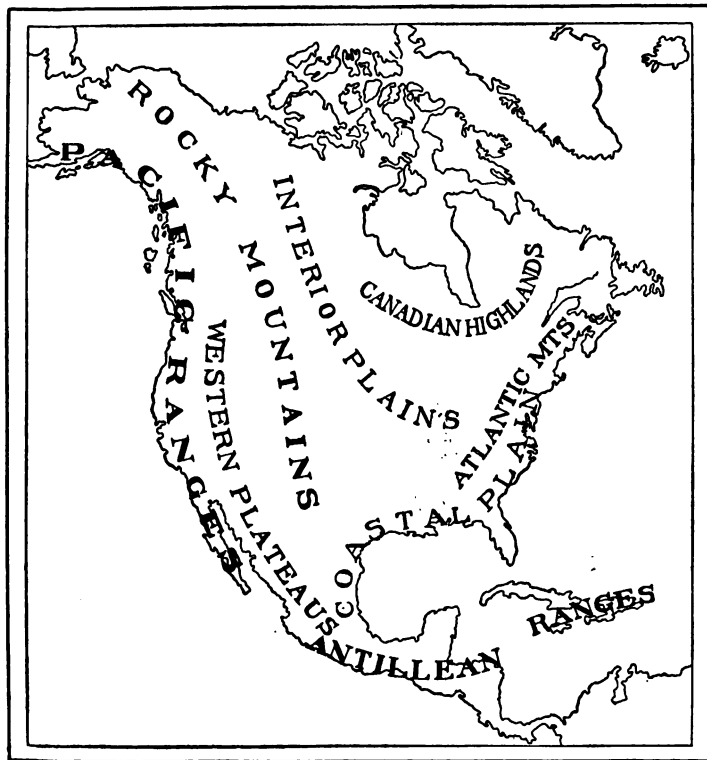 ROCKY MOUNTAINS
PACIFIC RANGES
INTERIOR PLAINS
CANADIAN HIGHLANDS
WESTERN PLATEAUS
ATLANTIC MTS
COASTAL PLAIN
ANTILLEAN RANGES